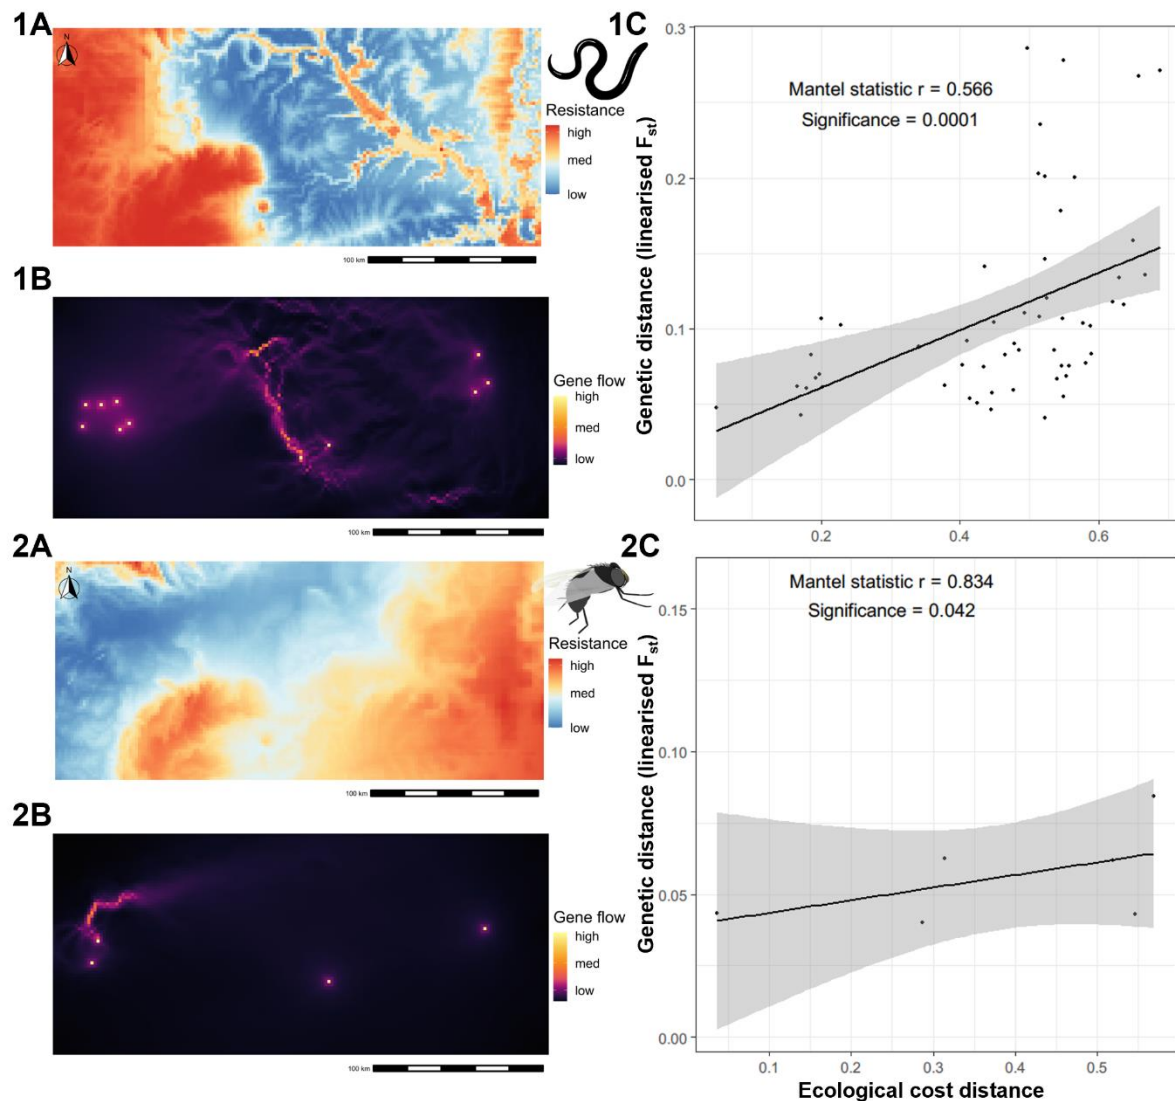 1A
N
Resistance
high
med
low
100 km
1B
Gene flow
high
med
low
100 km
1C
0.3
0.2
0.1
0.0
Genetic distance (linearised Fst)
Mantel statistic r = 0.566
Significance = 0.0001
0.2
0.4
0.6
2A
N
Resistance
high
med
low
100 km
2B
Gene flow
high
med
low
100 km
2C
0.15
0.10
0.05
0.00
Genetic distance (linearised Fst)
Mantel statistic r = 0.834
Significance = 0.042
0.1
0.2
0.3
0.4
0.5
Ecological cost distance